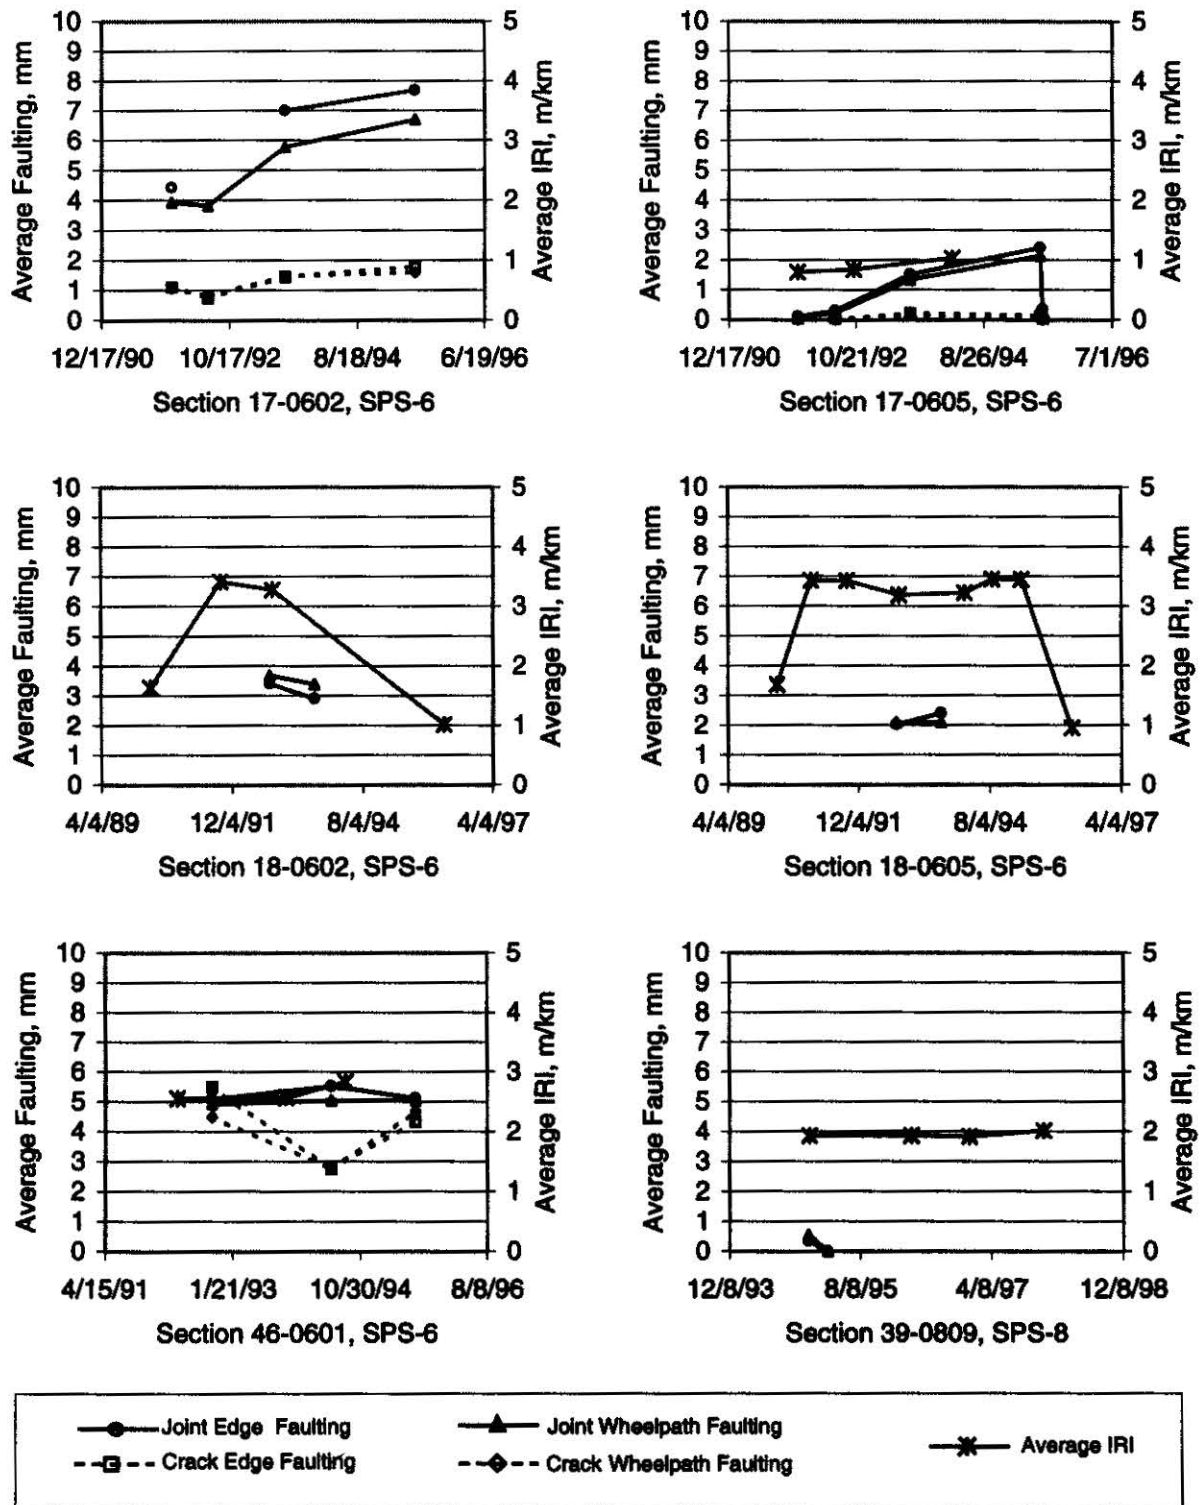 10 5 10 5
9 9
8 4 8 4
7 7
6 3 6 3
5 5
4 2 4 2
3 3
2 1 2 1
1 1
0 0 0 0
Average Faulting, mm
Average IRI, m/km
Average Faulting, mm
Average IRI, m/km
12/17/90 10/17/92 8/18/94 6/19/96
12/17/90 10/21/92 8/26/94 7/1/96
Section 17-0602, SPS-6
Section 17-0605, SPS-6
10 5 10 5
9 9
8 4 8 4
7 7
6 3 6 3
5 5
4 2 4 2
3 3
2 1 2 1
1 1
0 0 0 0
Average Faulting, mm
Average IRI, m/km
Average Faulting, mm
Average IRI, m/km
4/4/89 12/4/91 8/4/94 4/4/97
4/4/89 12/4/91 8/4/94 4/4/97
Section 18-0602, SPS-6
Section 18-0605, SPS-6
10 5 10 5
9 9
8 4 8 4
7 7
6 3 6 3
5 5
4 2 4 2
3 3
2 1 2 1
1 1
0 0 0 0
Average Faulting, mm
Average IRI, m/km
Average Faulting, mm
Average IRI, m/km
4/15/91 1/21/93 10/30/94 8/8/96
12/8/93 8/8/95 4/8/97 12/8/98
Section 46-0601, SPS-6
Section 39-0809, SPS-8
Joint Edge Faulting
Joint Wheelpath Faulting
Average IRI
Crack Edge Faulting
Crack Wheelpath Faulting